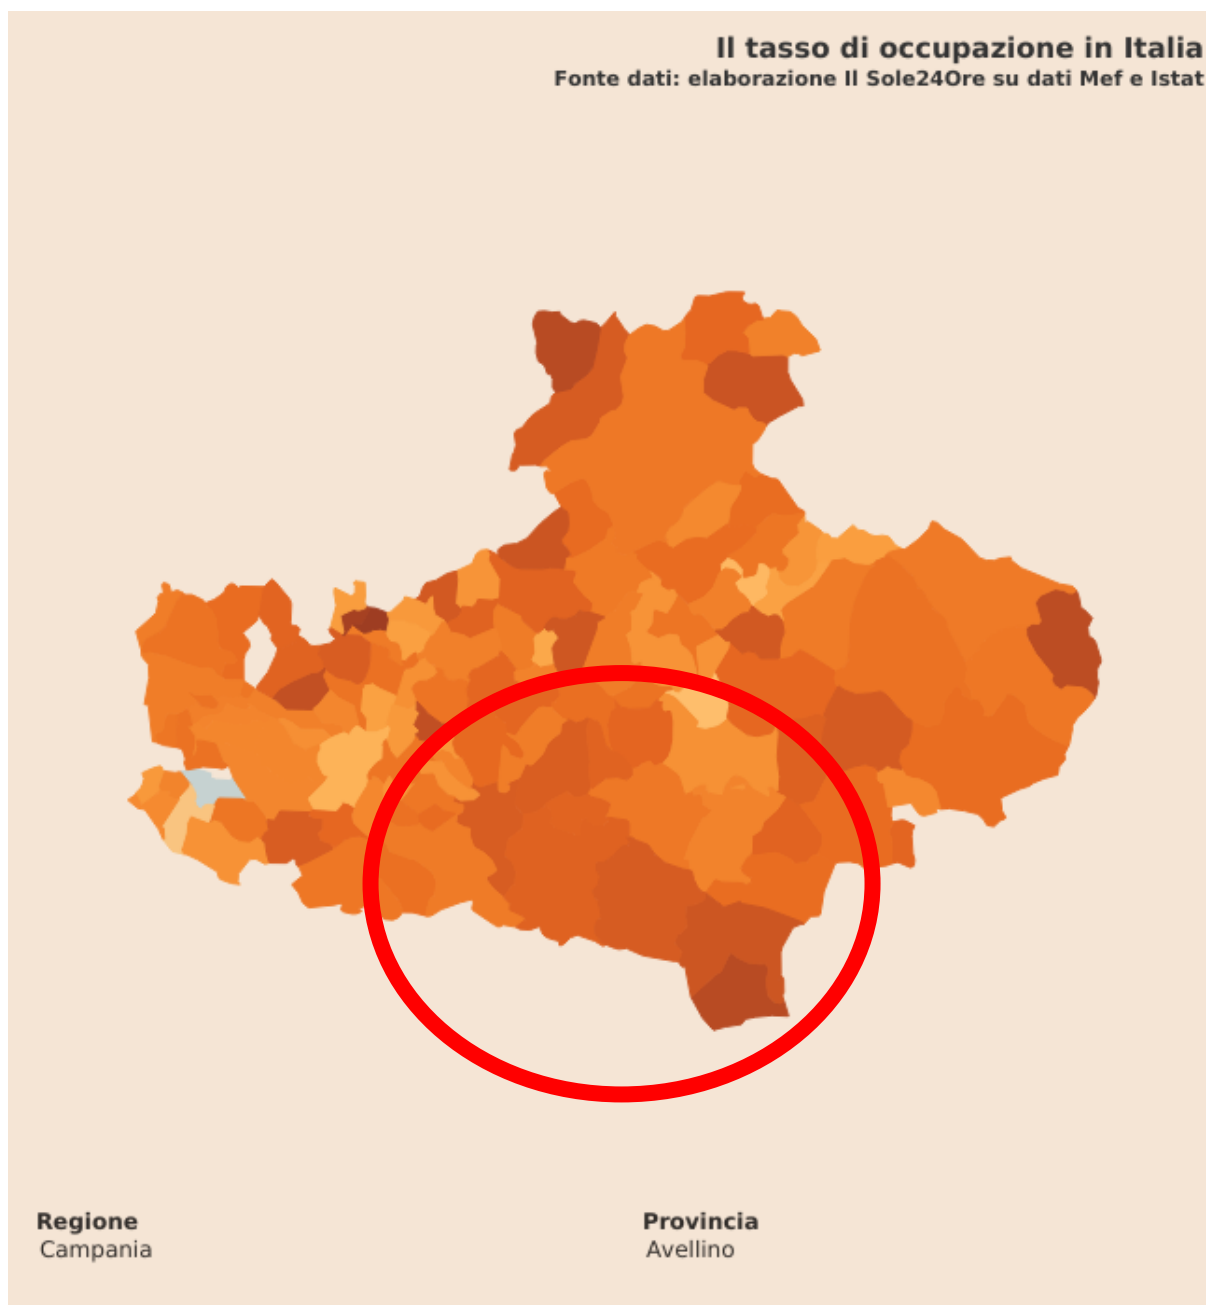 Il tasso di occupazione in Italia
Fonte dati: elaborazione Il Sole24Ore su dati Mef e Istat
Regione
Campania
Provincia
Avellino